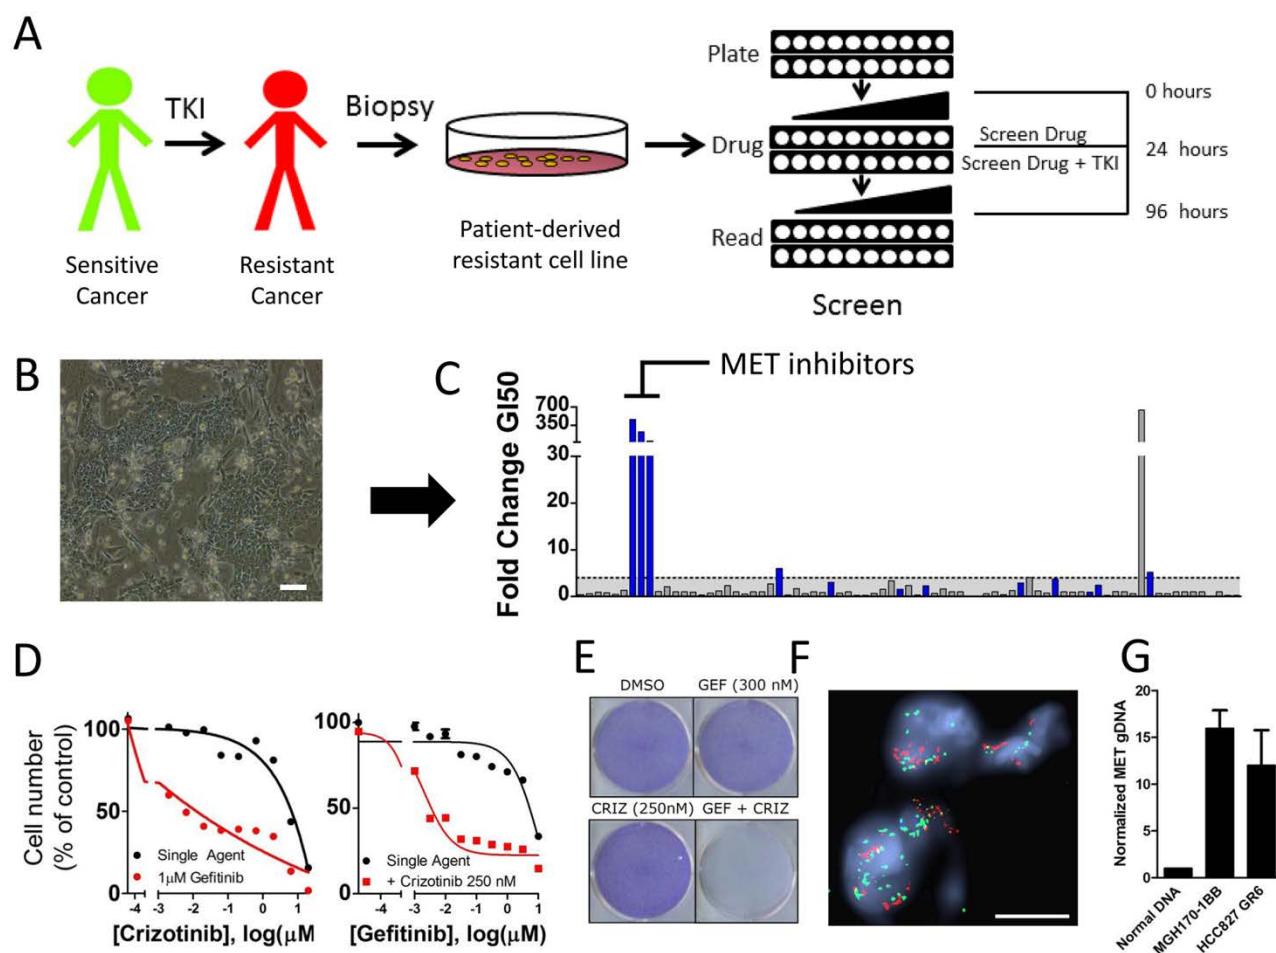 A
TKI
Biopsy
Sensitive
Cancer
Resistant
Cancer
Patient-derived
resistant cell line
Plate
Drug
Read
Screen Drug
Screen Drug + TKI
0 hours
24 hours
96 hours
Screen
B
C
MET inhibitors
Fold Change GI50
700
350
30
20
10
4
0
D
Cell number
(% of control)
100
50
0
Single Agent
1μM Gefitinib
-4 -3 -2 -1 0 1
[Crizotinib], log(μM
100
50
0
Single Agent
+ Crizotinib 250 nM
-4 -3 -2 -1 0 1
[Gefitinib], log(μM)
E
DMSO
GEF (300 nM)
CRIZ (250nM)
GEF + CRIZ
F
G
Normalized MET gDNA
20
15
10
5
0
Normal DNA
MGH170-1BB
HCC827 GR6